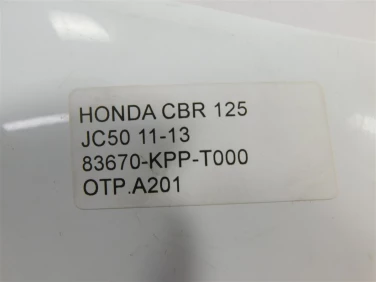 HONDA CBR 125
JC50 11-13
83670-KPP-T000
OTP.A201